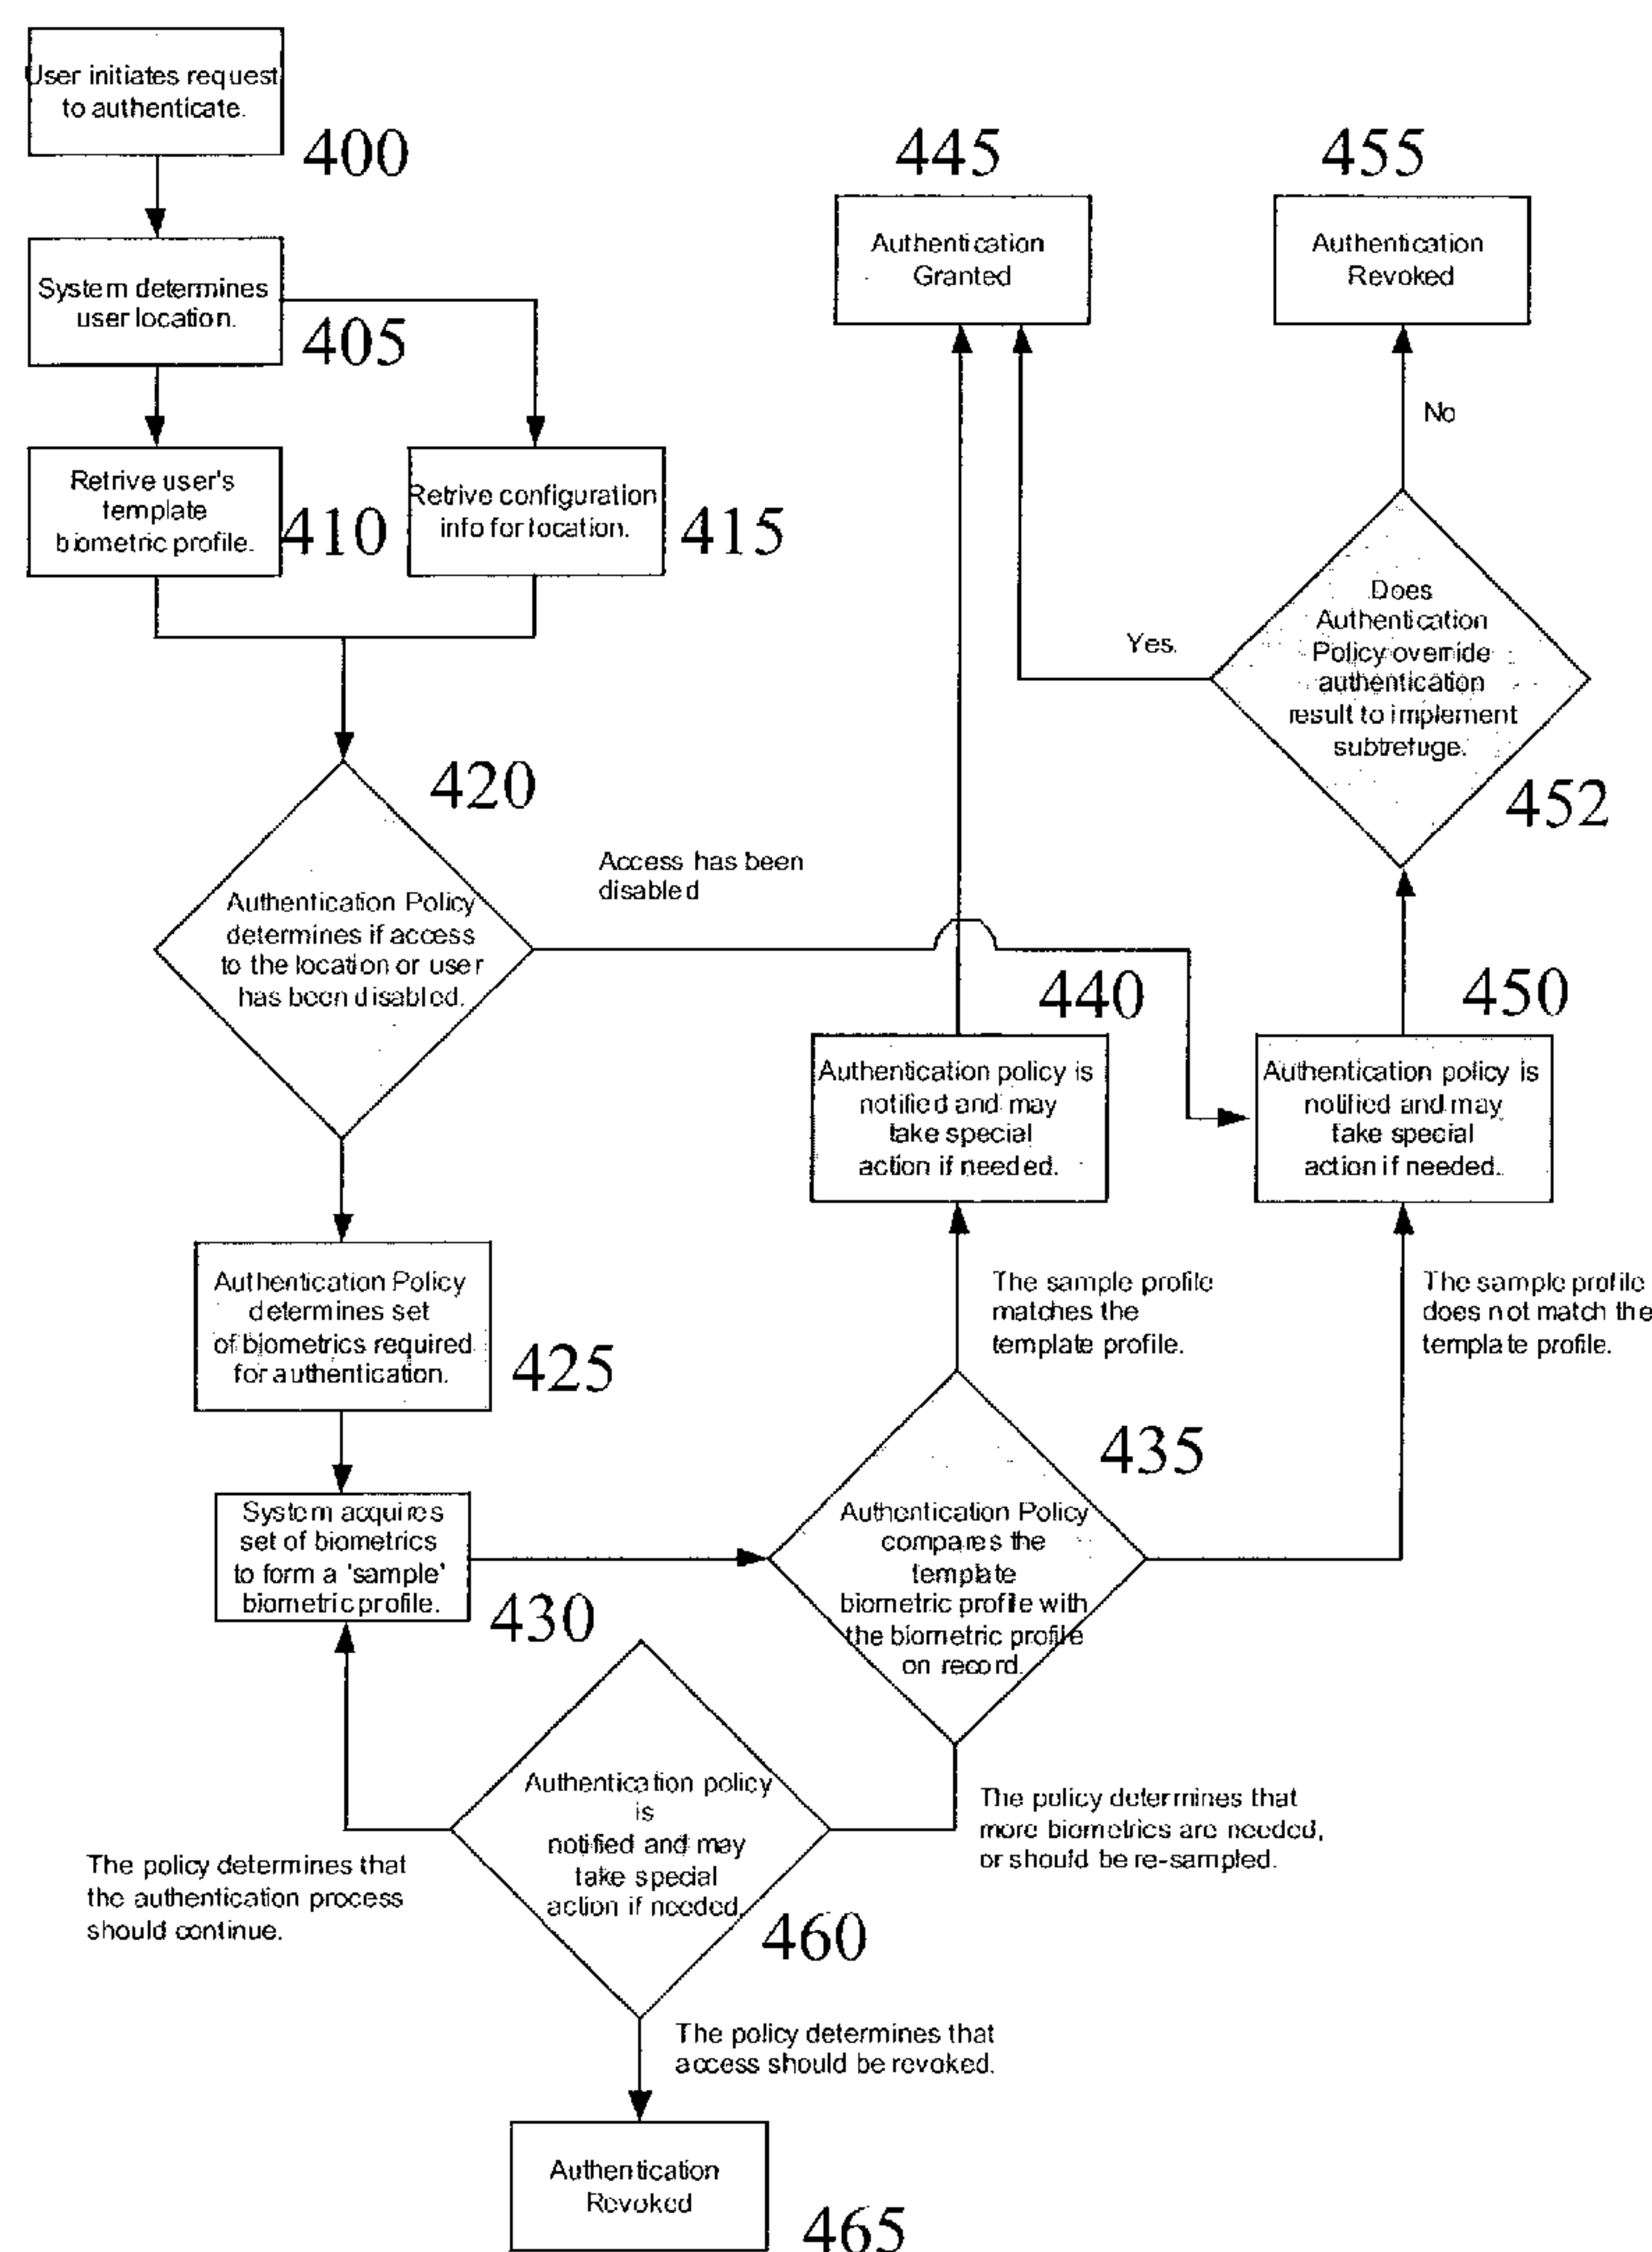 User initiates request
to authenticate.
400
System determines
user location.
405
Retrive user's
template
biometric profile.
410
Retrive configuration
info for location.
415
420
Authentication Policy
determines if access
to the location or user
has been disabled.
Access has been
disabled
Authentication Policy
determines set
of biometrics required
for authentication.
425
System acquires
set of biometrics
to form a 'sample'
biometric profile.
430
435
Authentication Policy
compares the
template
biometric profile with
the biometric profile
on record.
The sample profile
matches the
template profile.
440
Authentication policy is
notified and may
take special
action if needed.
445
Authentication
Granted
The sample profile
does not match the
template profile.
450
Authentication policy is
notified and may
take special
action if needed.
Does
Authentication
Policy override
authentication
result to implement
subtrefuge.
452
Yes.
No
455
Authentication
Revoked
The policy determines that
more biometrics are needed,
or should be re-sampled.
Authentication policy
is
notified and may
take special
action if needed.
460
The policy determines that
the authentication process
should continue.
The policy determines that
access should be revoked.
Authentication
Revoked
465